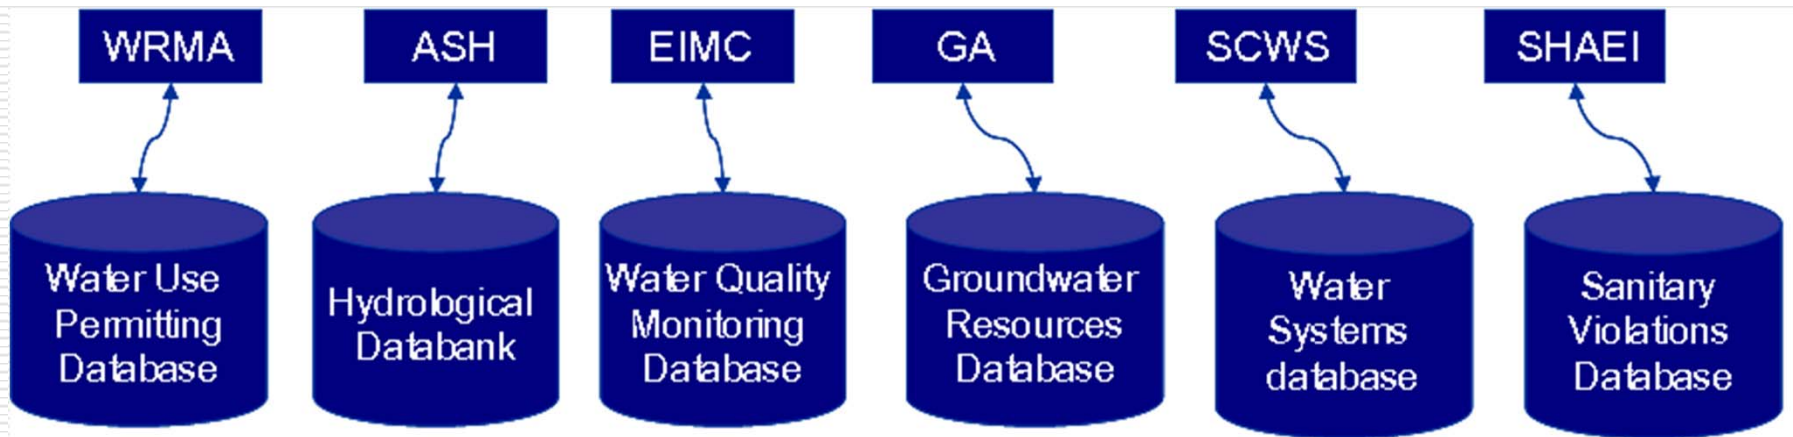 WRMA
ASH
EIMC
GA
SCWS
SHAEI
Water Use
Permitting
Database
Hydrological
Databank
Water Quality
Monitoring
Database
Groundwater
Resources
Database
Water
Systems
database
Sanitary
Violations
Database